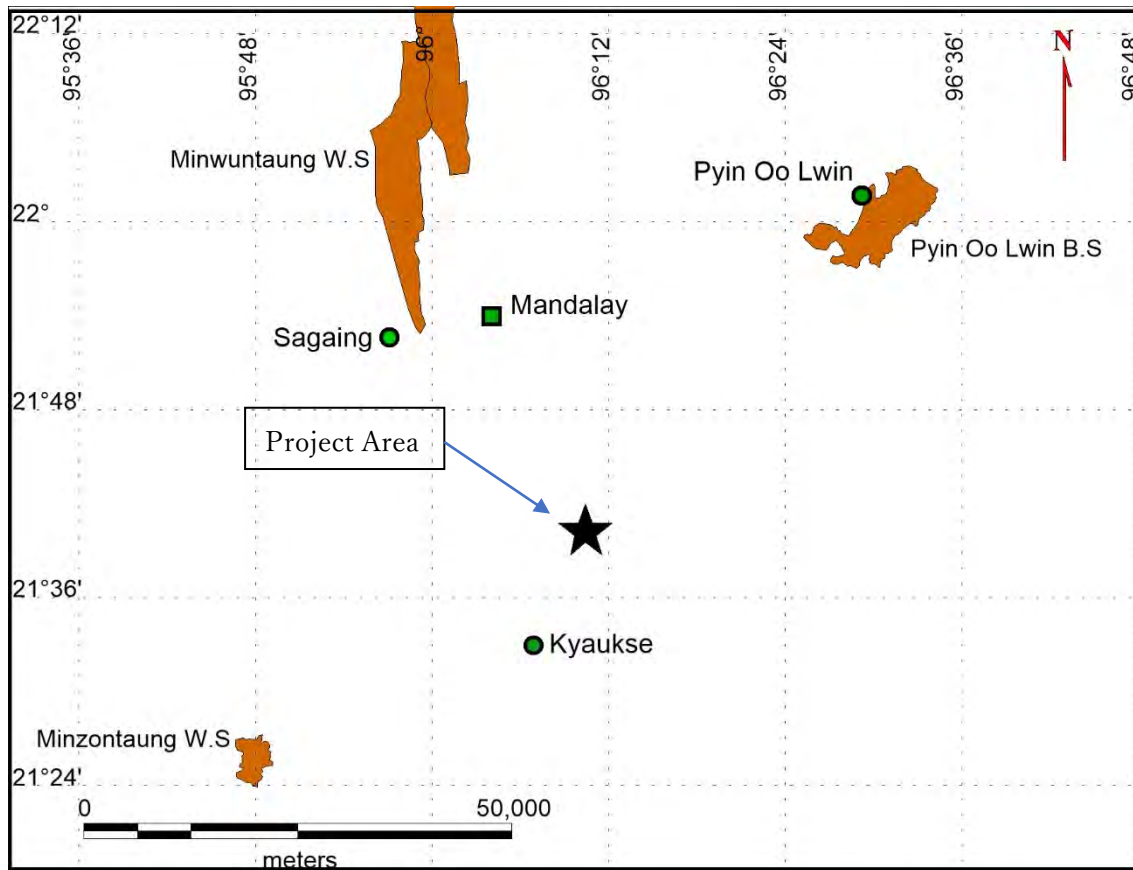 22°12'
95°36'
95°48'
96°
96°12'
96°24'
96°36'
96°48'
N
Minwuntaung W.S
Pyin Oo Lwin
22°
Pyin Oo Lwin B.S
Mandalay
Sagaing
21°48'
Project Area
21°36'
Kyaukse
Minzontaung W.S
21°24'
0
50,000
meters